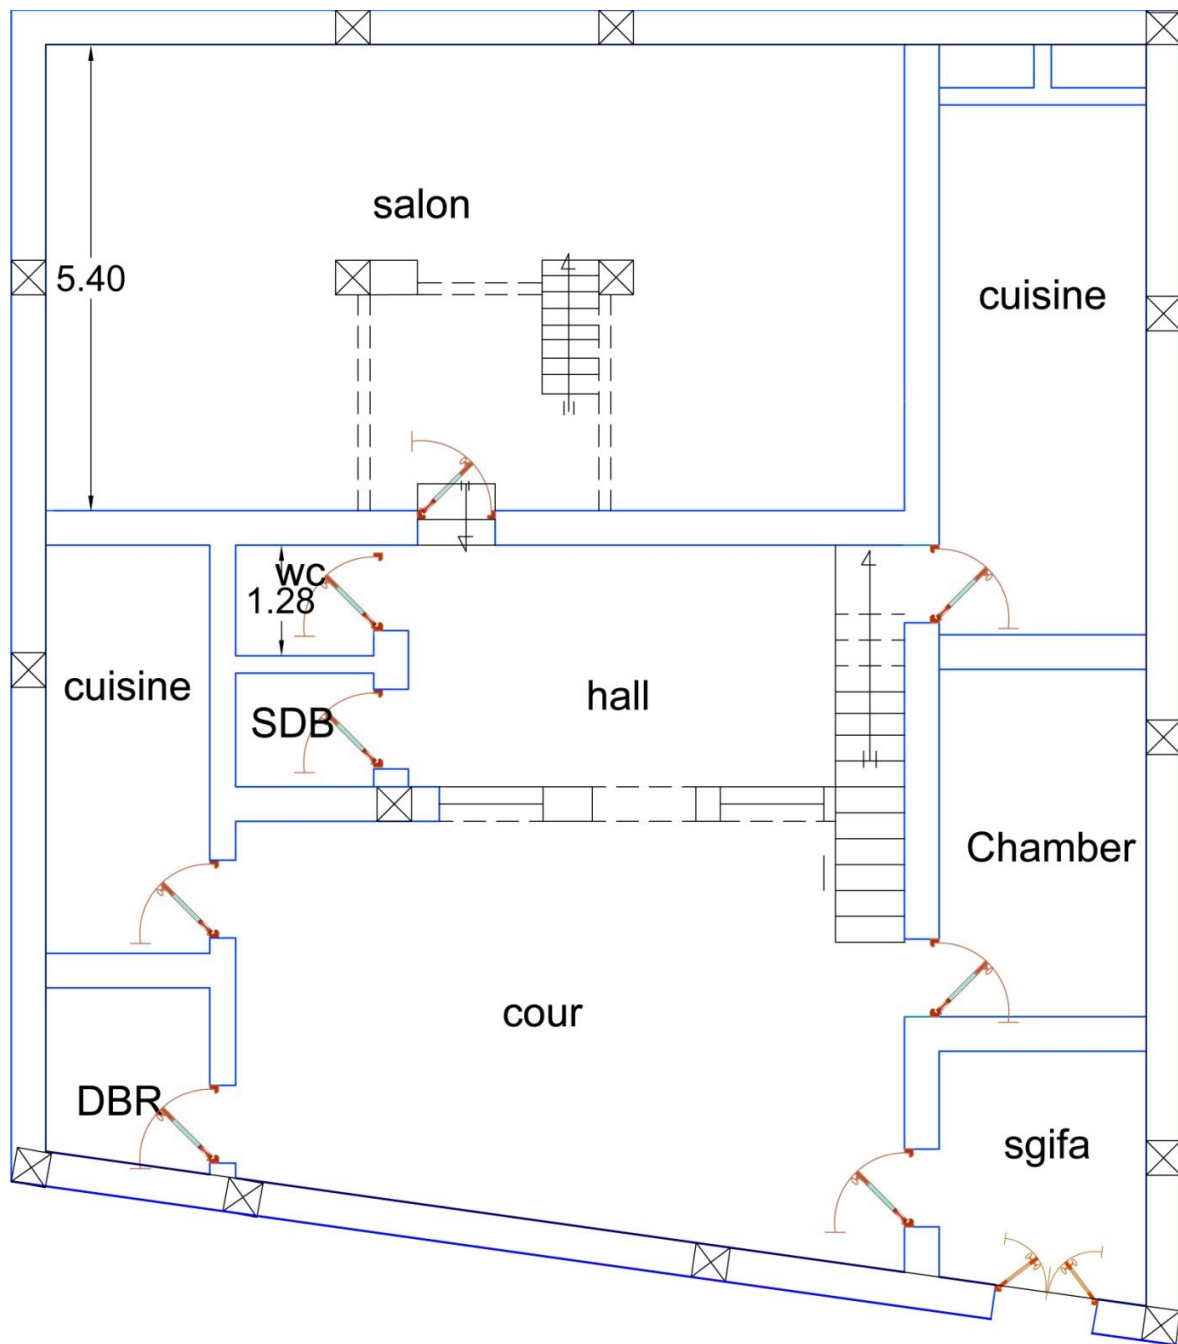 salon
5.40
cuisine
wc
1.28
cuisine
SDB
hall
Chamber
cour
DBR
sgifa